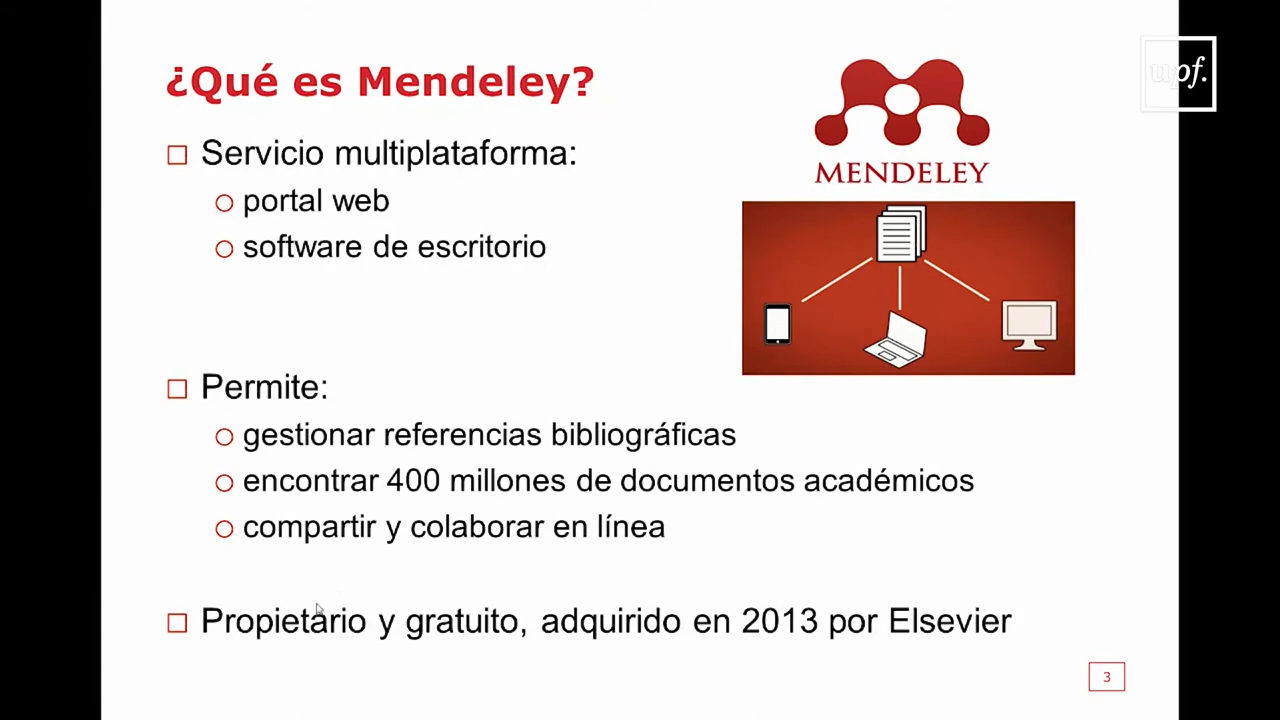 ¿Qué es Mendeley?
upf.
MENDELEY
Servicio multiplataforma:
portal web
software de escritorio
Permite:
gestionar referencias bibliográficas
encontrar 400 millones de documentos académicos
compartir y colaborar en línea
Propietario y gratuito, adquirido en 2013 por Elsevier
3